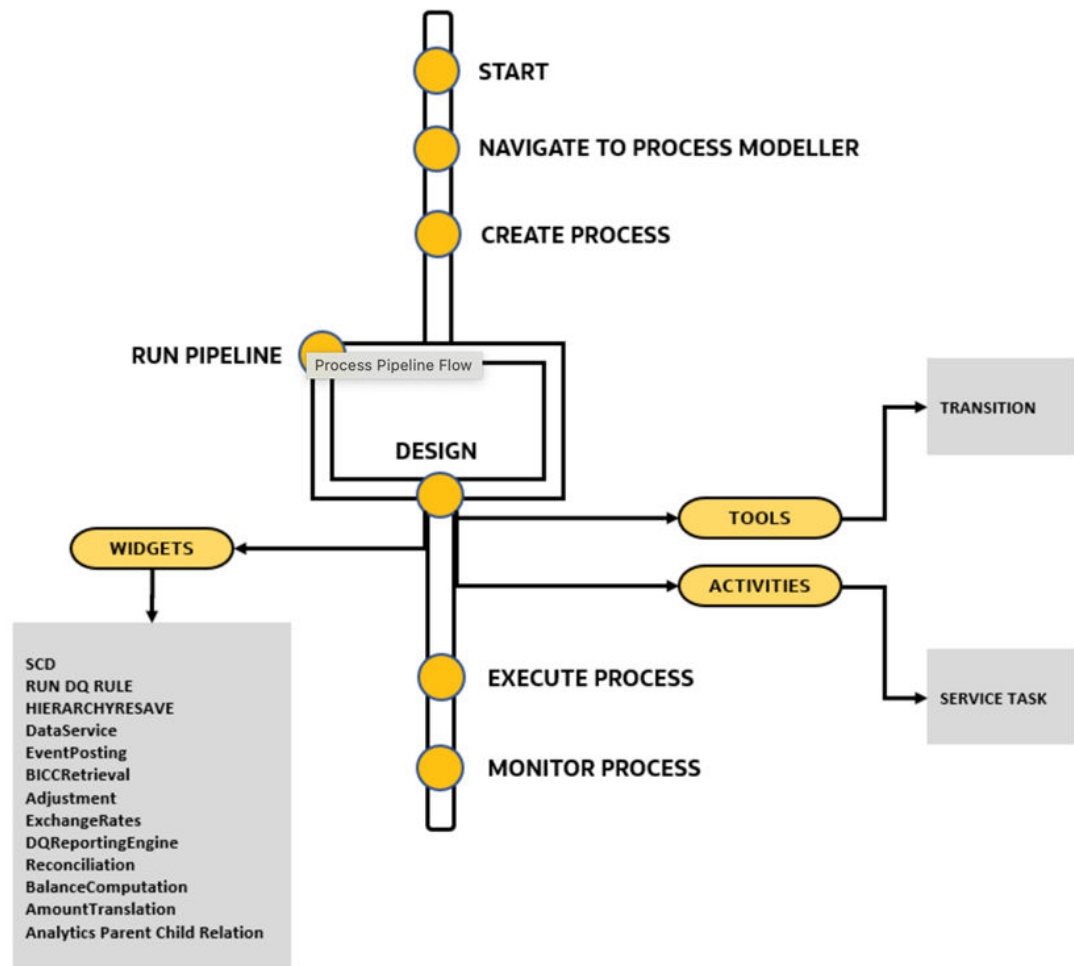 START
NAVIGATE TO PROCESS MODELLER
CREATE PROCESS
RUN PIPELINE
Process Pipeline Flow
TRANSITION
DESIGN
TOOLS
WIDGETS
ACTIVITIES
SCD
RUN DQ RULE
HIERARCHYRESAVE
DataService
EventPosting
BICCRetrieval
Adjustment
ExchangeRates
DQReportingEngine
Reconciliation
BalanceComputation
AmountTranslation
Analytics Parent Child Relation
EXECUTE PROCESS
SERVICE TASK
MONITOR PROCESS